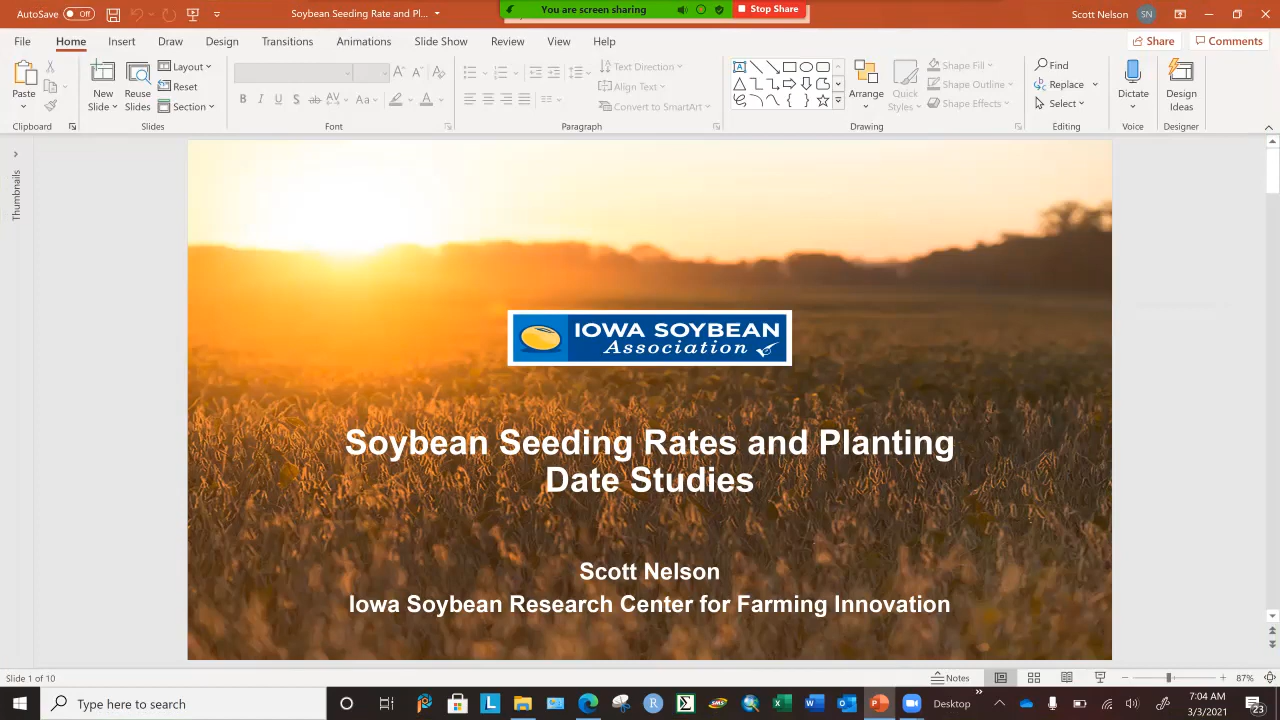 AutoSave
Off
Soybean Seeding Rate and Pl...
You are screen sharing
Stop Share
Scott Nelson
SN
File
Home
Insert
Draw
Design
Transitions
Animations
Slide Show
Review
View
Help
Share
Comments
Paste
New
Slide
Reuse
Slides
Layout
Reset
Section
B
I
U
S
ab
AV
Aa
A
Text Direction
Align Text
Convert to SmartArt
Arrange
Quick
Styles
Shape Fill
Shape Outline
Shape Effects
Find
Replace
Select
Dictate
Design
Ideas
Clipboard
Slides
Font
Paragraph
Drawing
Editing
Voice
Designer
Thumbnails
IOWA SOYBEAN
Association
Soybean Seeding Rates and Planting
Date Studies
Scott Nelson
Iowa Soybean Research Center for Farming Innovation
Slide 1 of 10
Notes
87%
Type here to search
Desktop
7:04 AM
3/3/2021
23